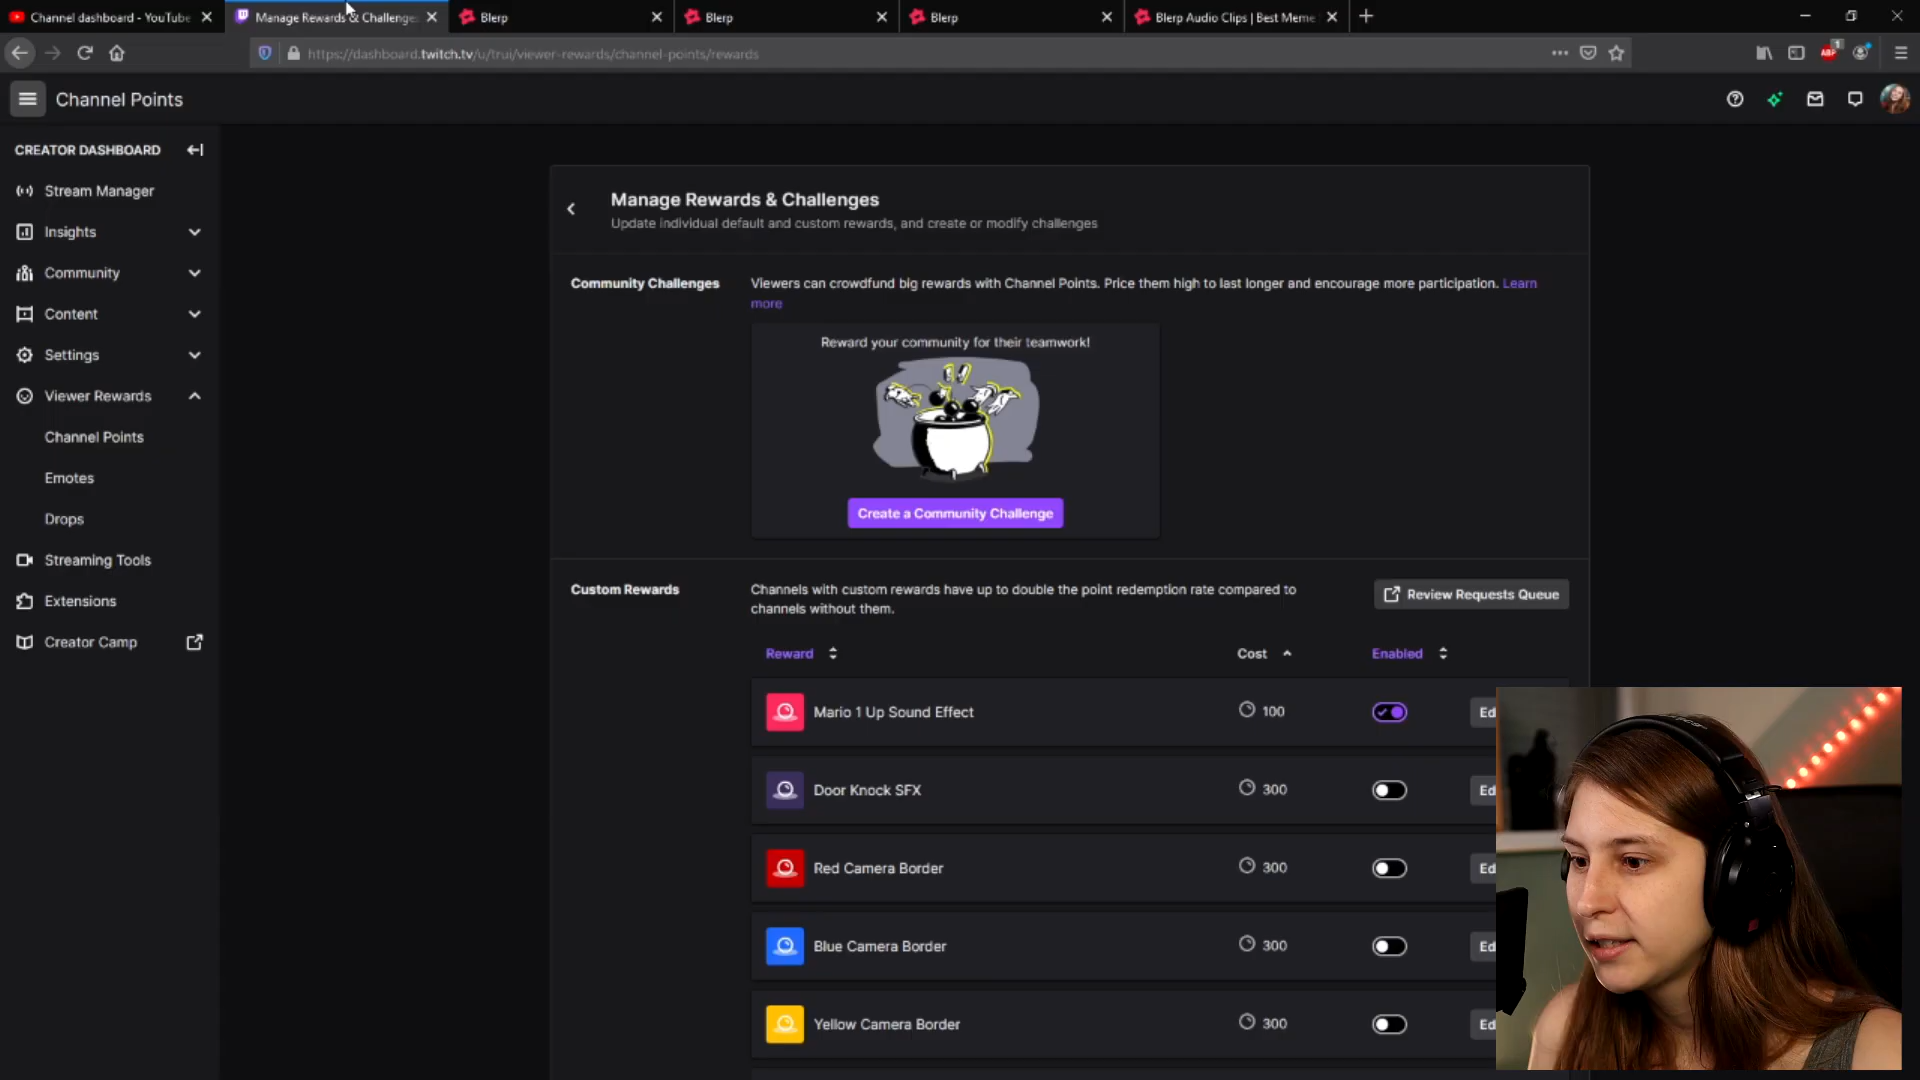 Channel dashboard - YouTube
Manage Rewards & Challenges
Blerp
Blerp
Blerp
Blerp Audio Clips | Best Meme
https://dashboard.twitch.tv/u/trui/viewer-rewards/channel-points/rewards
ABP
1
Channel Points
CREATOR DASHBOARD
Stream Manager
Insights
Community
Content
Settings
Viewer Rewards
Channel Points
Emotes
Drops
Streaming Tools
Extensions
Creator Camp
Manage Rewards & Challenges
Update individual default and custom rewards, and create or modify challenges
Community Challenges
Viewers can crowdfund big rewards with Channel Points. Price them high to last longer and encourage more participation. Learn
more
Reward your community for their teamwork!
Create a Community Challenge
Custom Rewards
Channels with custom rewards have up to double the point redemption rate compared to
channels without them.
Review Requests Queue
Reward Cost Enabled
Mario 1 Up Sound Effect 100 Ed
Door Knock SFX 300 Ed
Red Camera Border 300 Ed
Blue Camera Border 300 Ed
Yellow Camera Border 300 Ed